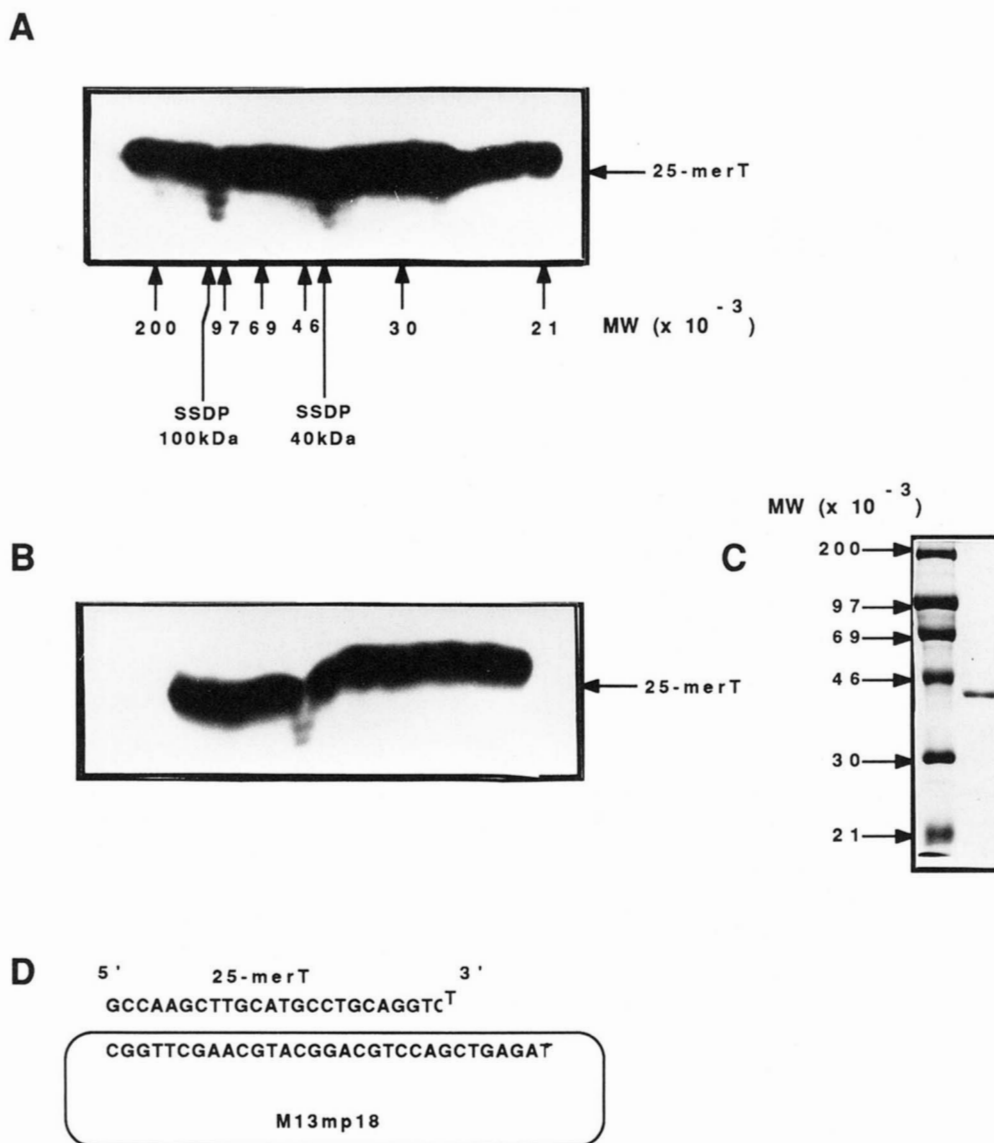 A
25-merT
200 97 69 46 30 21 MW (x 10 -3 )
SSDP 100kDa
SSDP 40kDa
B
25-merT
C
MW (x 10 -3 )
200
97
69
46
30
21
D
5' 25-merT 3'
GCCAAGCTTGCATGCCTGCAGGTCT
CGGTTCGAACGTACGGACGTCCAGCTGAGAT
M13mp18